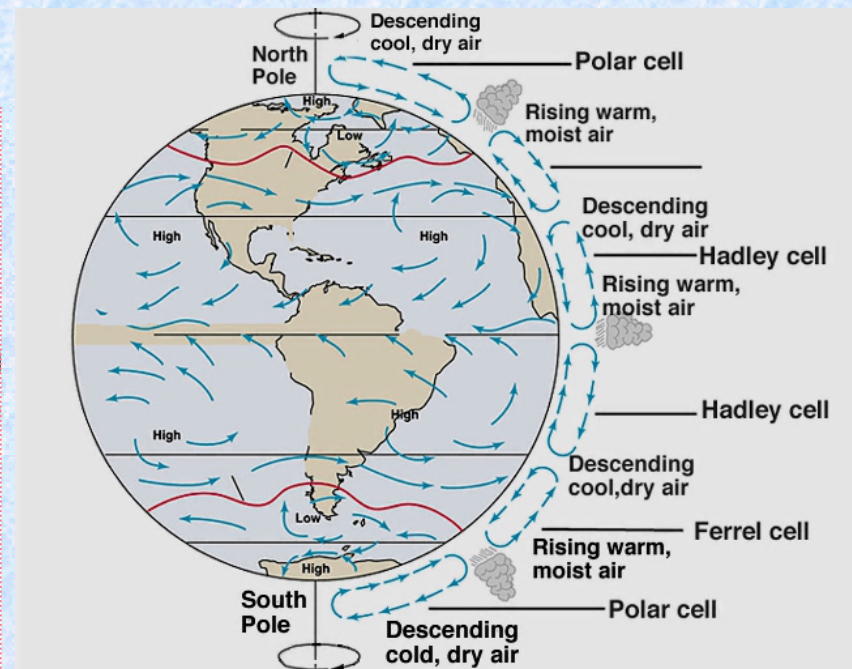 Descending
cool, dry air
North
Pole
Polar cell
High
Rising warm,
moist air
Low
Descending
cool, dry air
High
High
Hadley cell
Rising warm,
moist air
Hadley cell
High
High
Descending
cool,dry air
Low
Ferrel cell
Rising warm,
moist air
High
South
Pole
Polar cell
Descending
cold, dry air